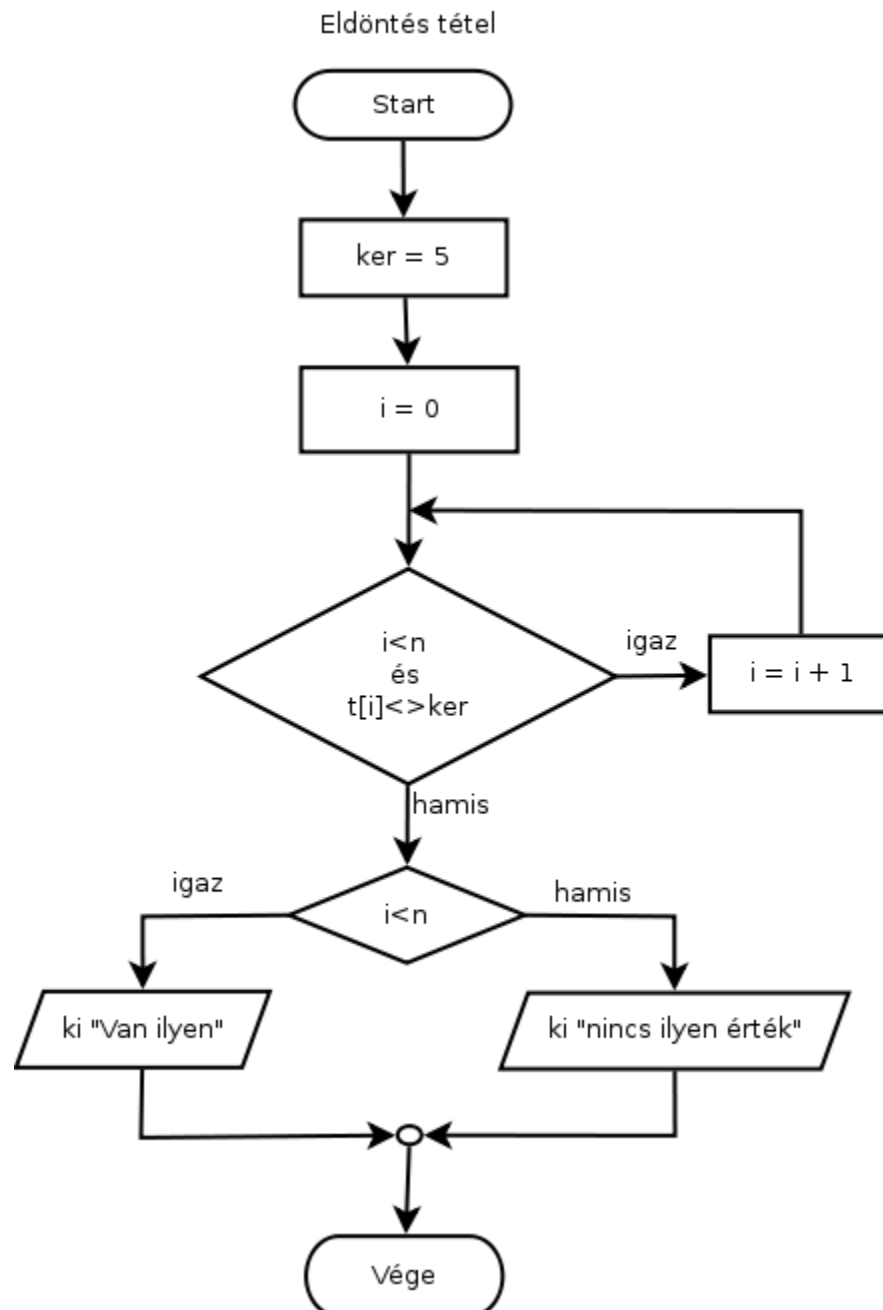 Eldöntés tétel
Start
ker = 5
i = 0
i<n
és
t[i]<>ker
igaz
i = i + 1
hamis
igaz
i<n
hamis
ki "Van ilyen"
ki "nincs ilyen érték"
Vége